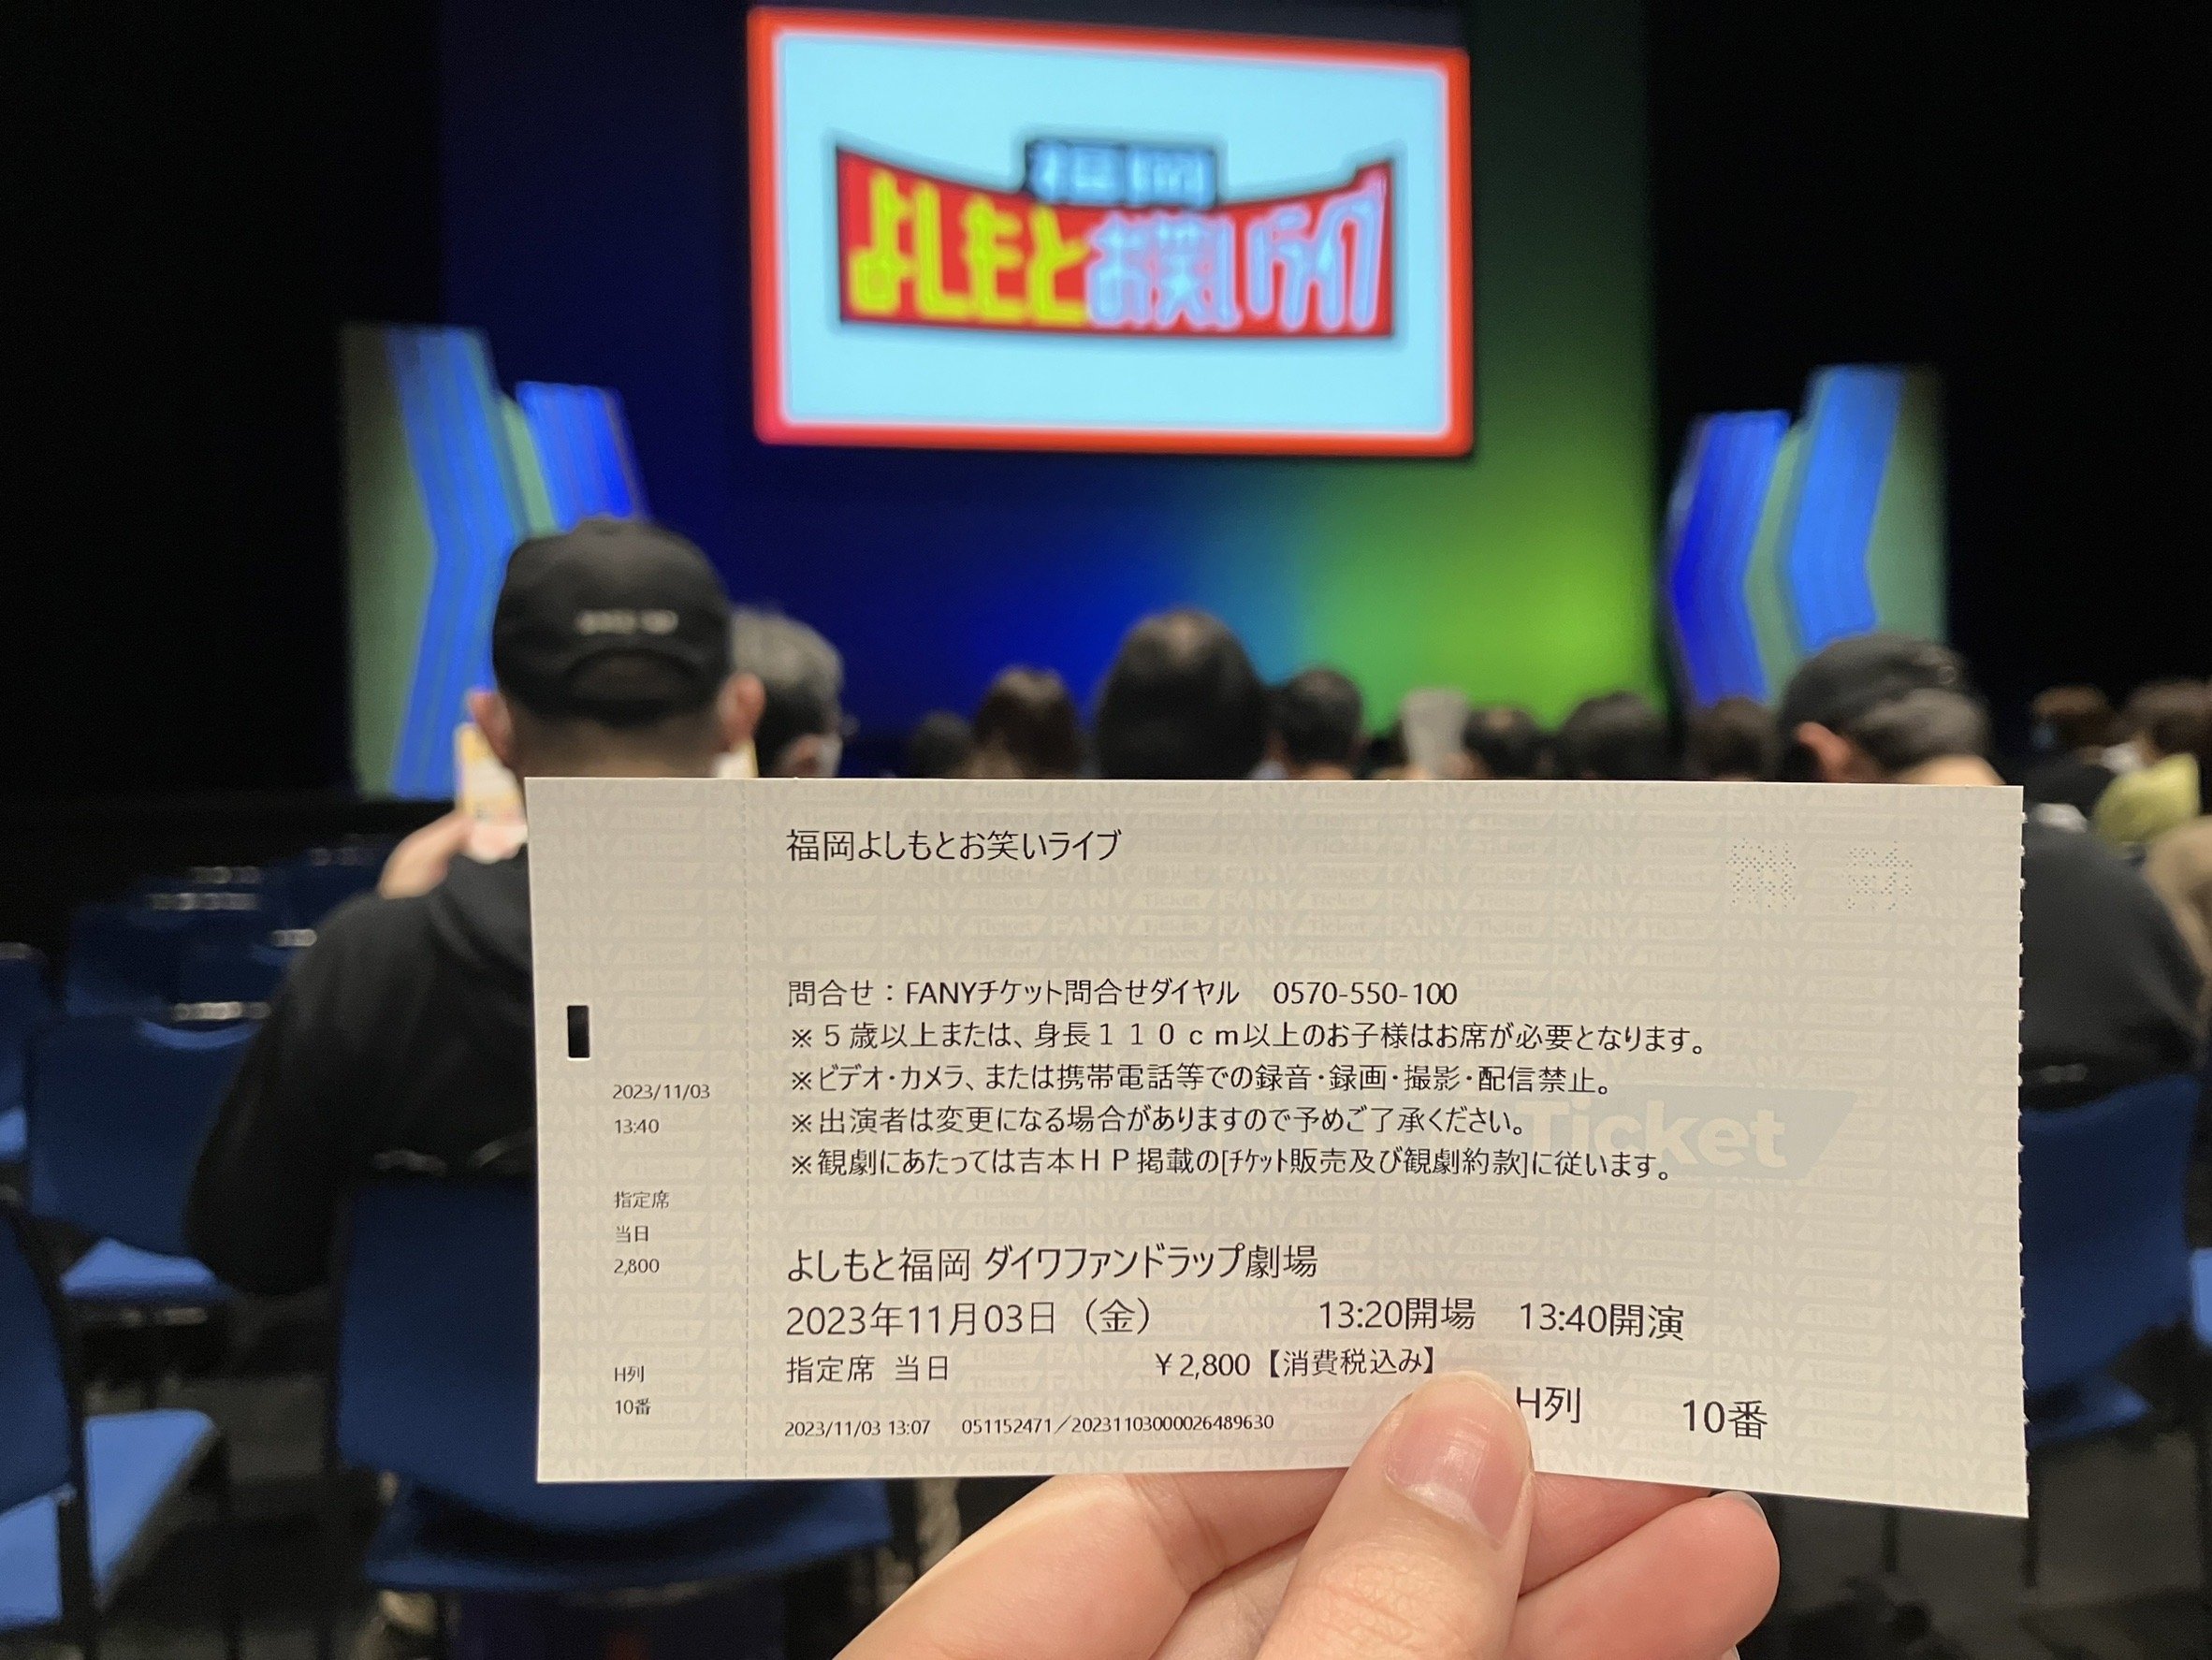 福岡
よしもとお笑いライブ
福岡よしもとお笑いライブ
問合せ：FANYチケット問合せダイヤル 0570-550-100
※５歳以上または、身長１１０ｃｍ以上のお子様はお席が必要となります。
※ビデオ・カメラ、または携帯電話等での録音・録画・撮影・配信禁止。
※出演者は変更になる場合がありますので予めご了承ください。
※観劇にあたっては吉本ＨＰ掲載の[ﾁｹｯﾄ販売及び観劇約款]に従います。
Ticket
よしもと福岡 ダイワファンドラップ劇場
2023年11月03日（金） 13:20開場 13:40開演
指定席 当日 ￥2,800【消費税込み】
H列 10番
2023/11/03 13:07 051152471／20231103000026489630
2023/11/03
13:40
指定席
当日
2,800
H列
10番